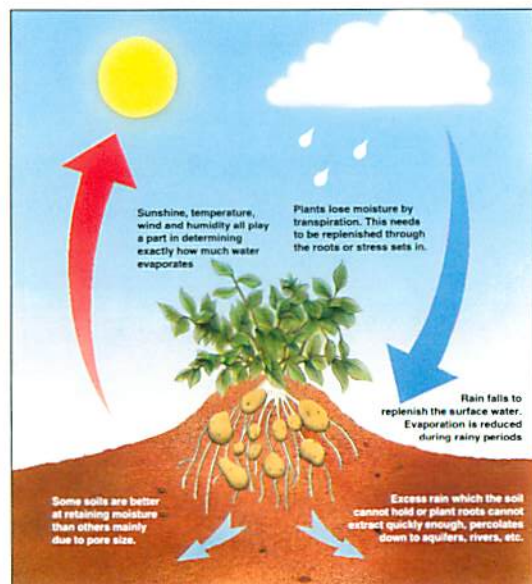 Sunshine, temperature,
wind and humidity all play
a part in determining
exactly how much water
evaporates
Plants lose moisture by
transpiration. This needs
to be replenished through
the roots or stress sets in.
Rain falls to
replenish the surface water.
Evaporation is reduced
during rainy periods
Some soils are better
at retaining moisture
than others mainly
due to pore size.
Excess rain which the soil
cannot hold or plant roots cannot
extract quickly enough, percolates
down to aquifers, rivers, etc.